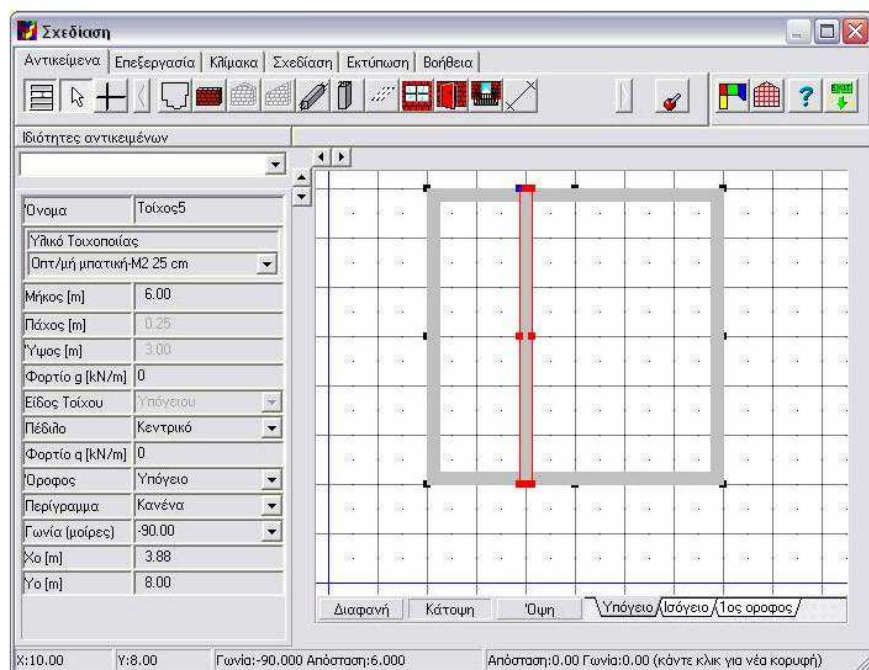 Σχεδίαση
Αντικείμενα Επεξεργασία Κλίμακα Σχεδίαση Εκτύπωση Βοήθεια
EXIT
Ιδιότητες αντικειμένων
Όνομα Τοίχος5
Υλικό Τοιχοποιίας
Οπτ/μή μπατική-M2 25 cm
Μήκος [m] 6.00
Πάχος [m] 0.25
Ύψος [m] 3.00
Φορτίο g [kN/m] 0
Είδος Τοίχου Υπόγειου
Πέδιλο Κεντρικό
Φορτίο q [kN/m] 0
Όροφος Υπόγειο
Περίγραμμα Κανένα
Γωνία (μοίρες) -90.00
Xo [m] 3.88
Yo [m] 8.00
Διαφανή Κάτοψη Όψη Υπόγειο Ισόγειο 1ος οροφος
X:10.00 Y:8.00 Γωνία:-90.000 Απόσταση:6.000 Απόσταση:0.00 Γωνία:0.00 (κάντε κλικ για νέα κορυφή)